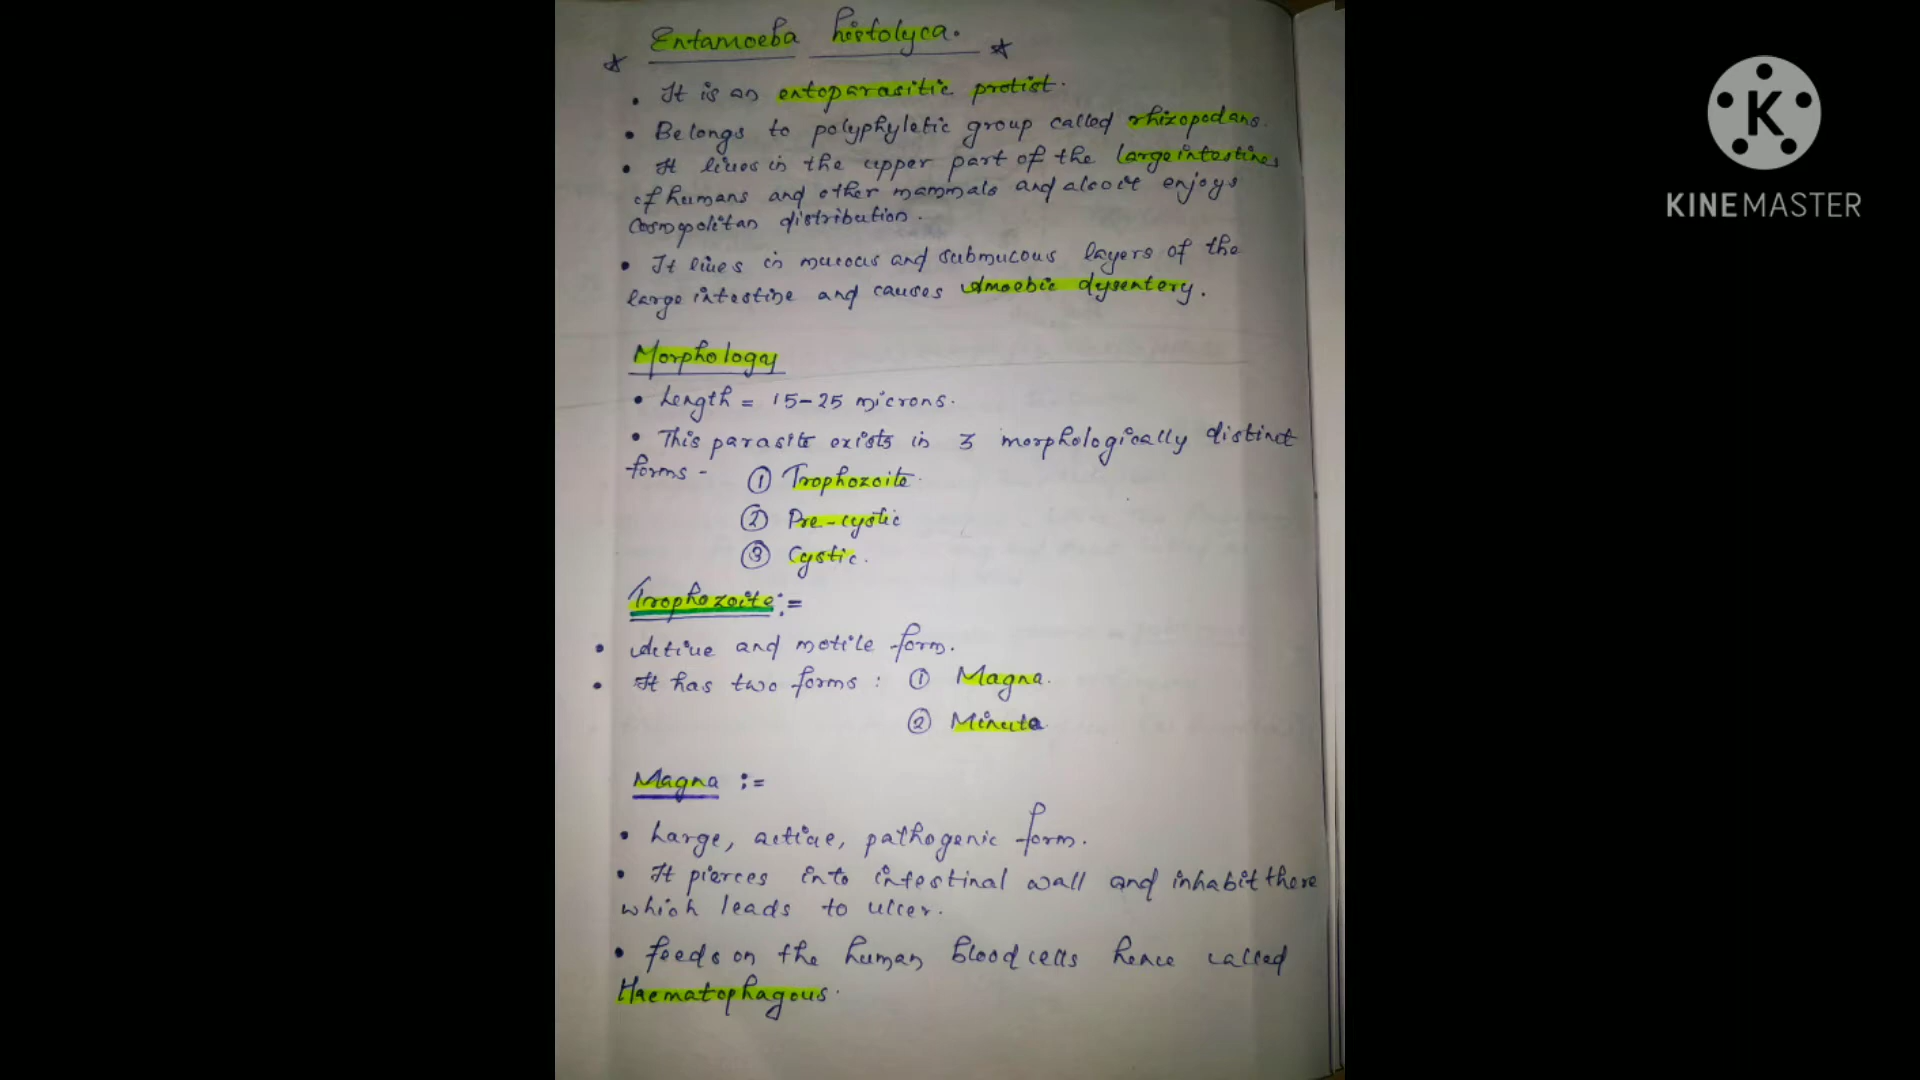 Entamoeba histolyca.
• It is an entoparasitic protist.
• Belongs to polyphyletic group called rhizopodans.
• It lives in the upper part of the large intestines
of humans and other mammals and also it enjoys
cosmopolitan distribution.
• It lives in mucous and submucous layers of the
large intestine and causes Amoebic dysentery.
Morphology
• Length = 15-25 microns.
• This parasite exists in 3 morphologically distinct
forms - ① Trophozoite.
② Pre-cystic
③ Cystic.
Trophozoite :=
• Active and motile form.
• It has two forms : ① Magna.
② Minuta.
Magna :=
• Large, active, pathogenic form.
• It pierces into intestinal wall and inhabit there
which leads to ulcer.
• feeds on the human blood cells hence called
Haematophagous.
K
KINEMASTER